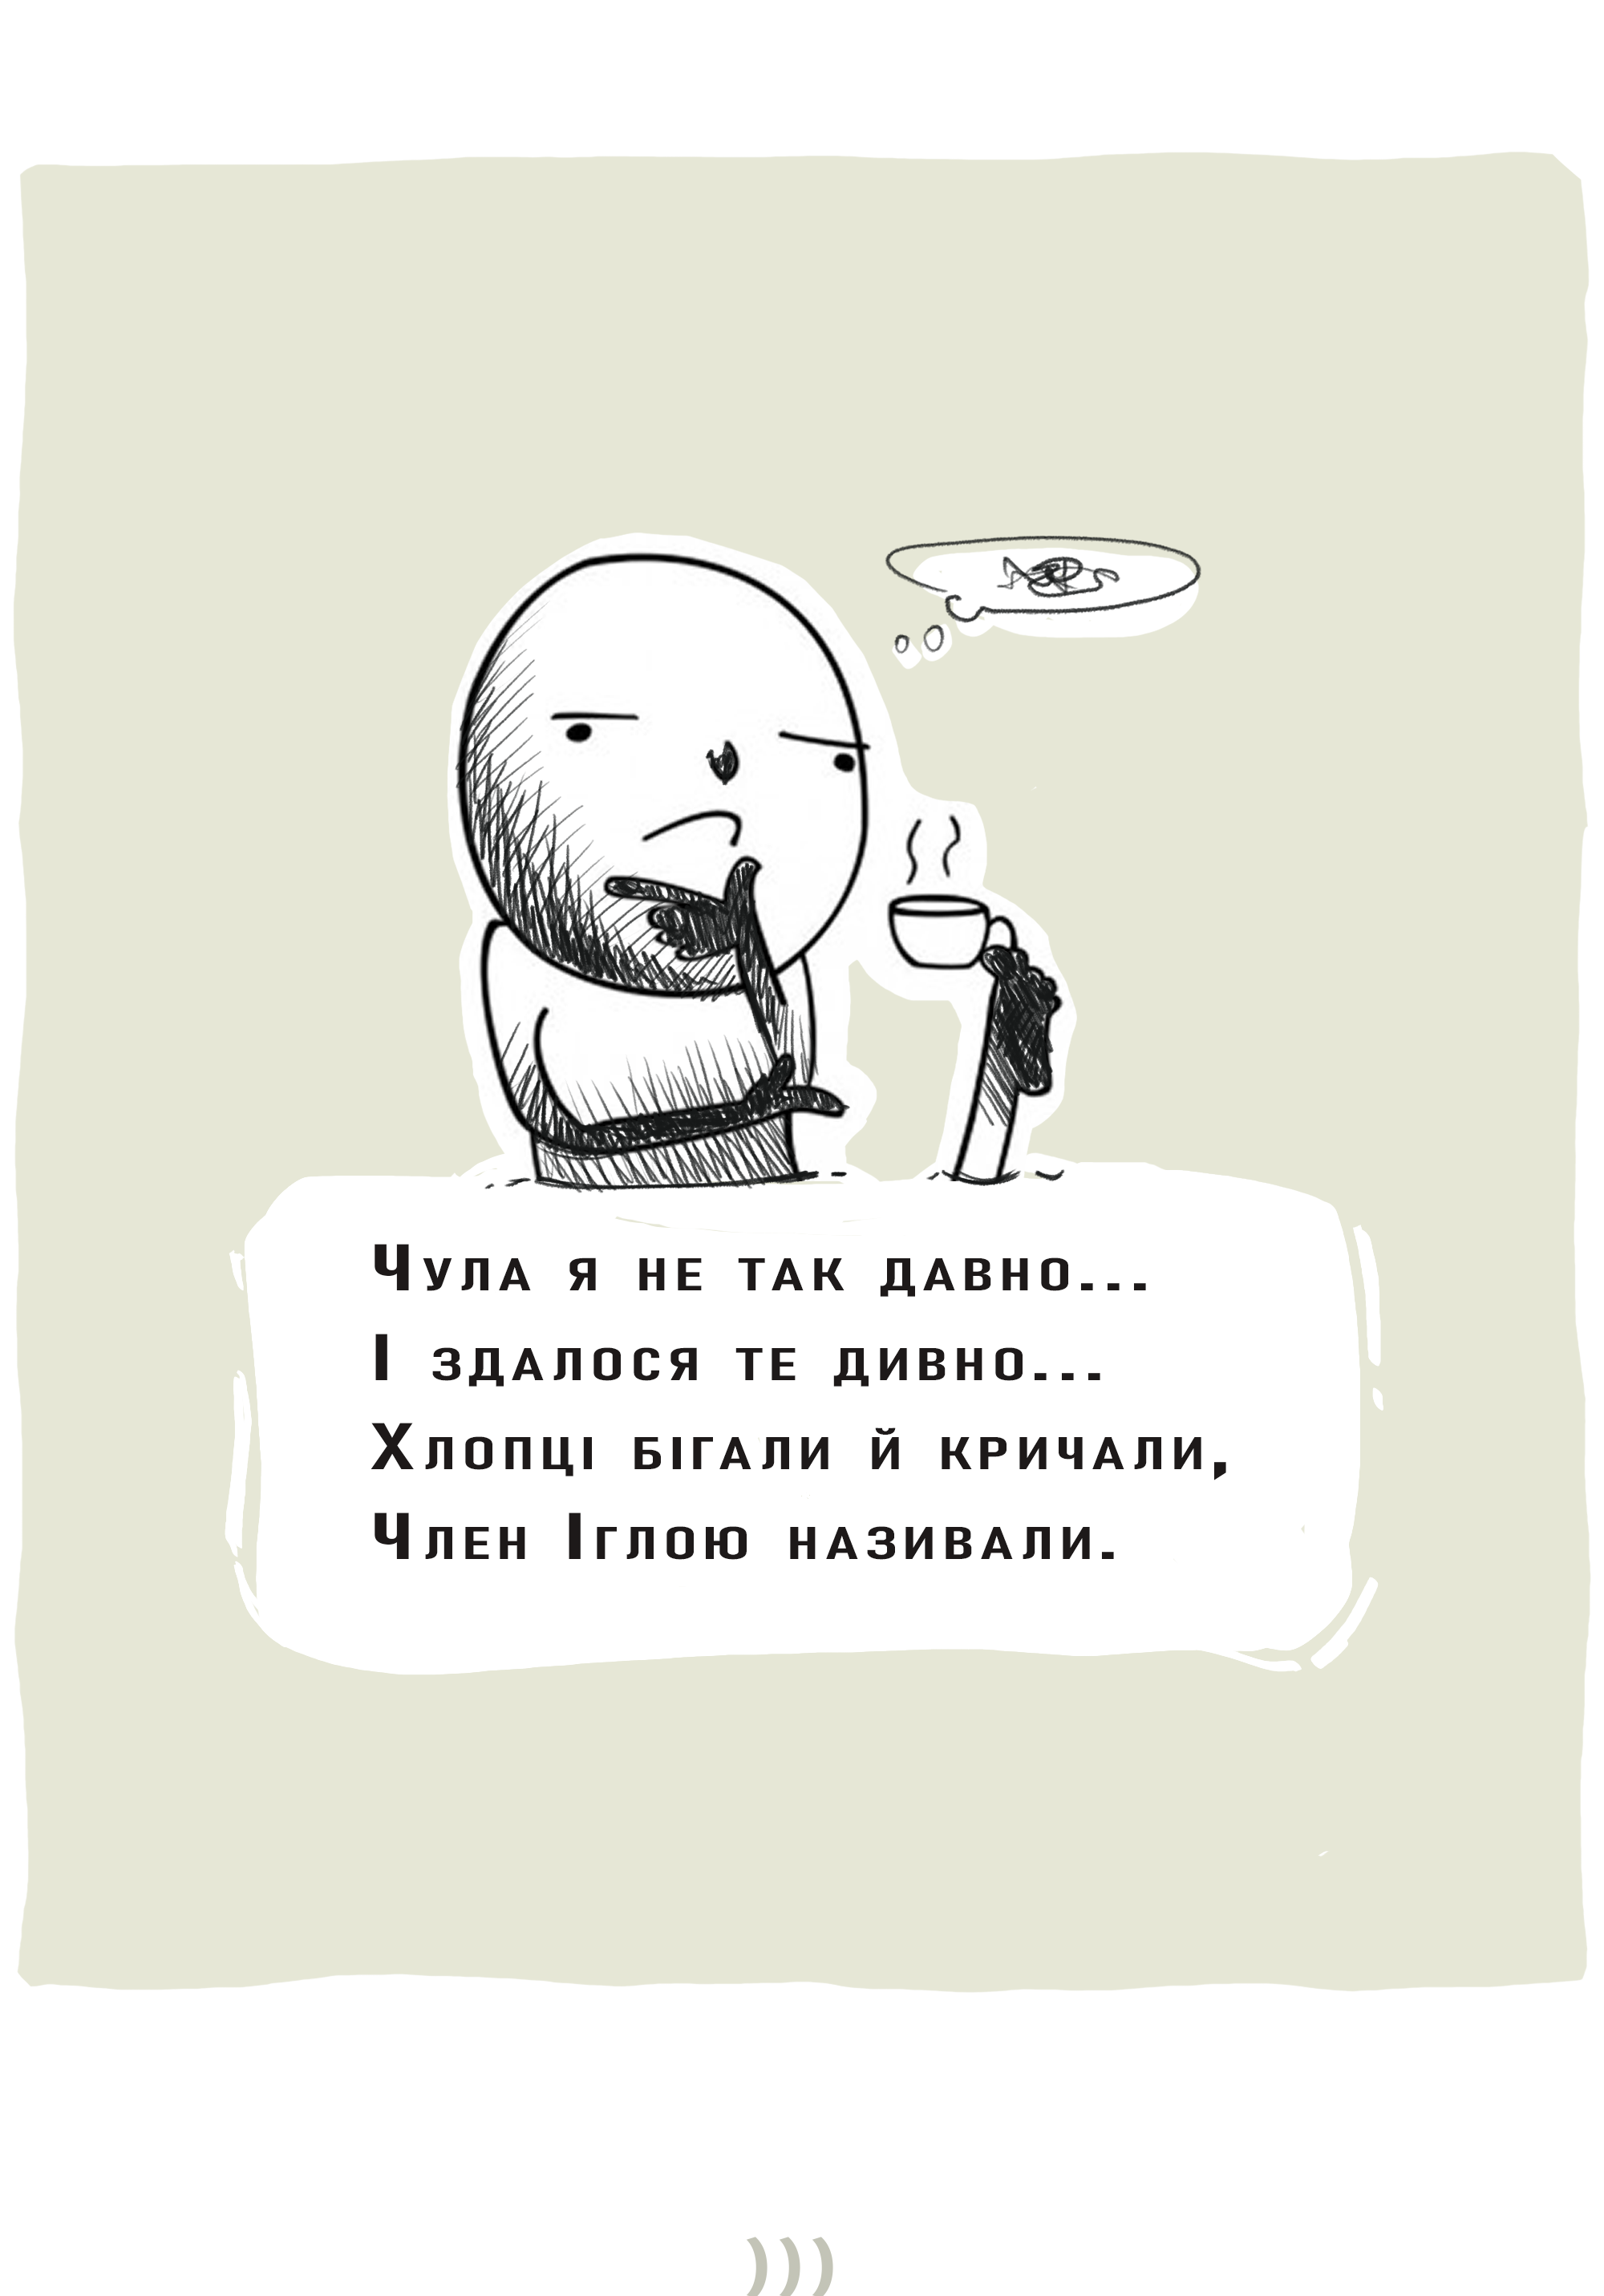 Чула я не так давно...
І здалося те дивно...
Хлопці бігали й кричали,
Член Іглою називали.
)))